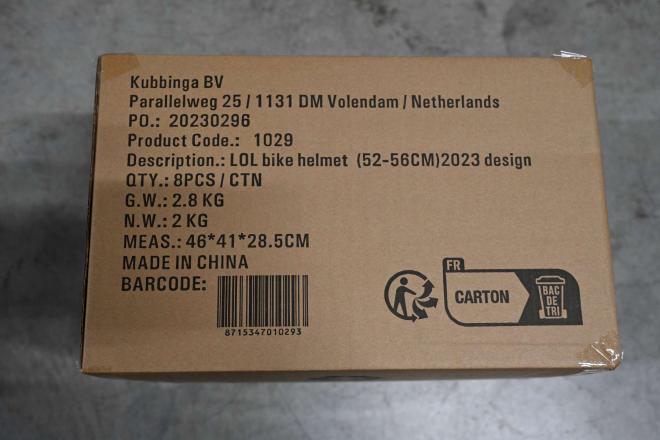 Kubbinga BV
Parallelweg 25 / 1131 DM Volendam / Netherlands
PO.: 20230296
Product Code.: 1029
Description.: LOL bike helmet (52-56CM)2023 design
QTY.: 8PCS / CTN
G.W.: 2.8 KG
N.W.: 2 KG
MEAS.: 46*41*28.5CM
MADE IN CHINA
BARCODE:
8715347010293
FR
CARTON
BAC
DE
TRI